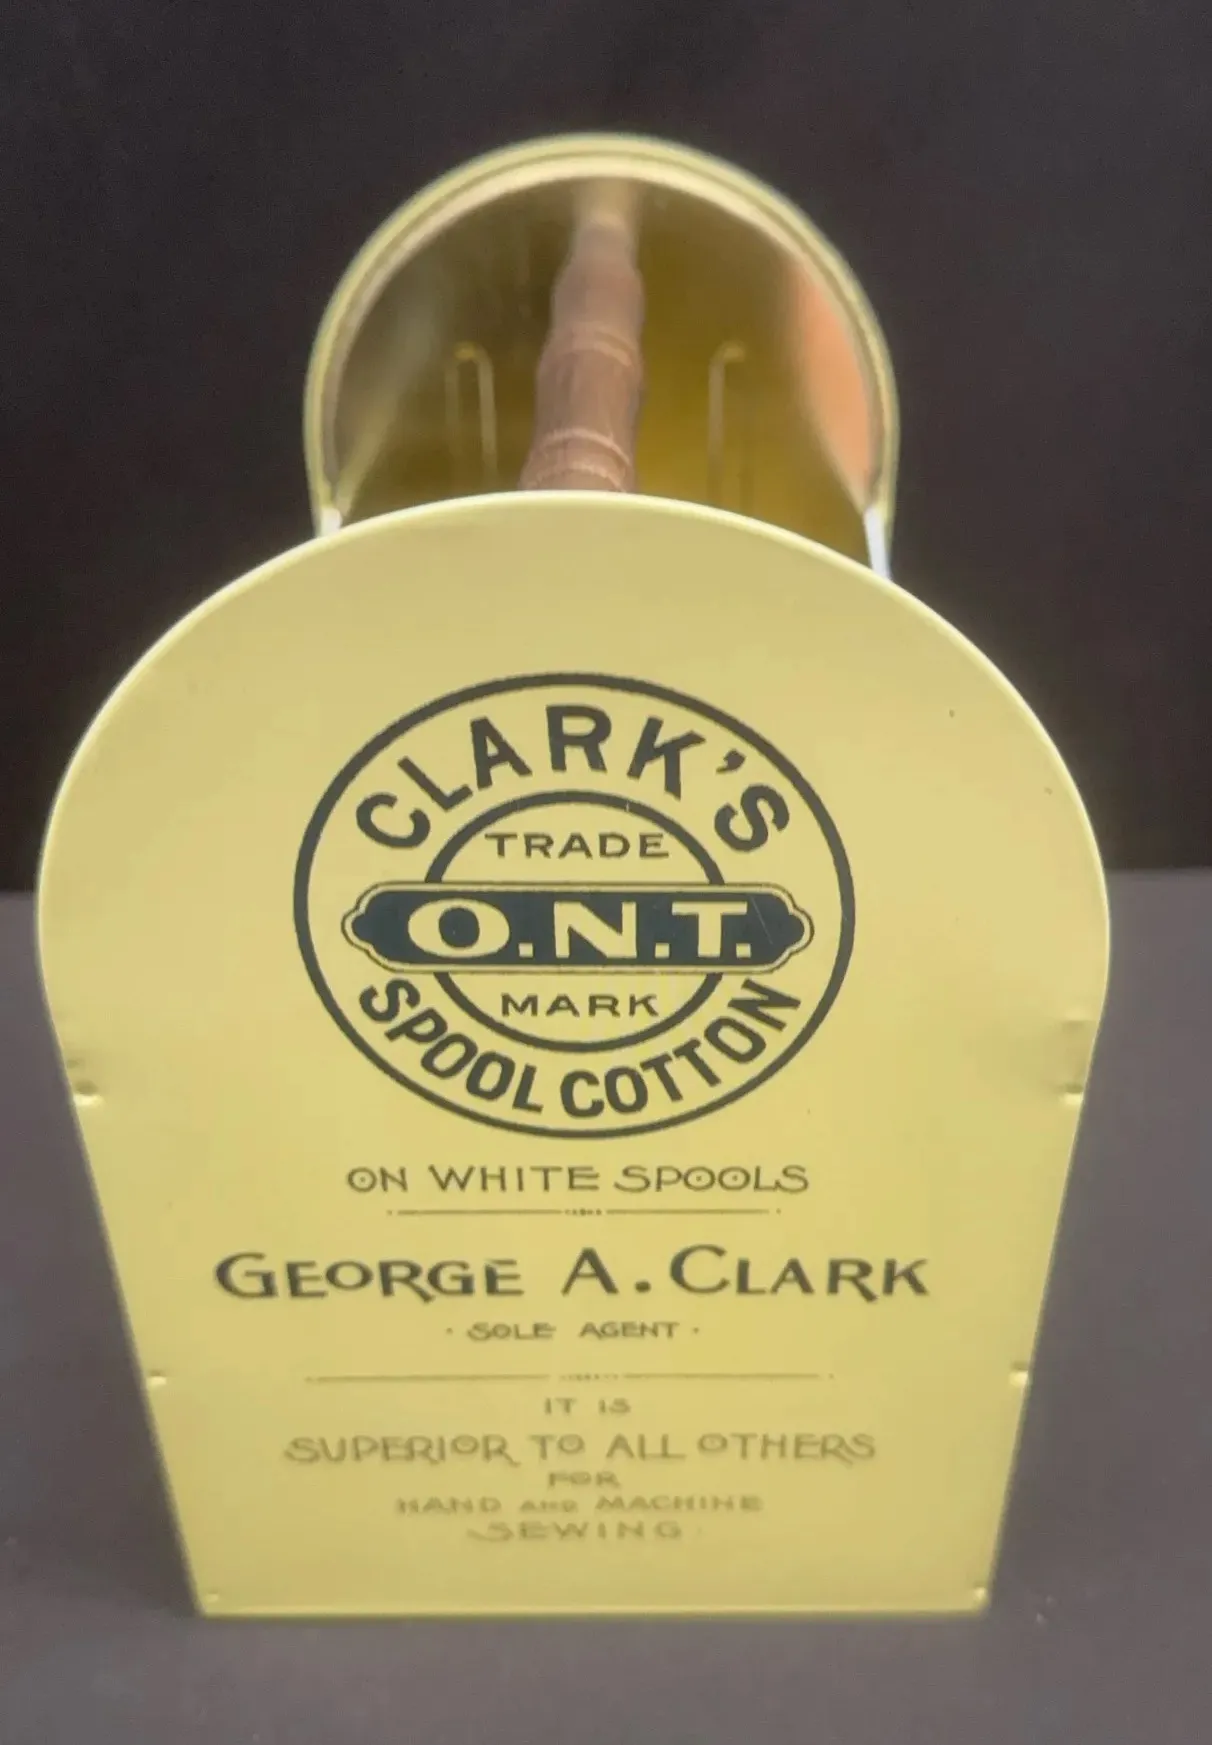 CLARK'S
TRADE
O.N.T.
MARK
SPOOL COTTON
ON WHITE SPOOLS
GEORGE A. CLARK
· SOLE AGENT ·
IT IS
SUPERIOR TO ALL OTHERS
FOR
HAND AND MACHINE
SEWING